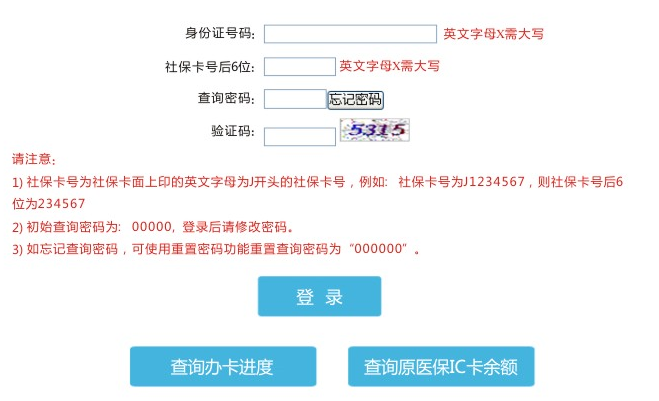 身份证号码: 英文字母X需大写
社保卡号后6位: 英文字母X需大写
查询密码: 忘记密码
验证码: 5315
请注意:
1) 社保卡号为社保卡面上印的英文字母为J开头的社保卡号，例如: 社保卡号为J1234567，则社保卡号后6
位为234567
2) 初始查询密码为: 00000, 登录后请修改密码。
3) 如忘记查询密码，可使用重置密码功能重置查询密码为“000000”。
登 录
查询办卡进度 查询原医保IC卡余额